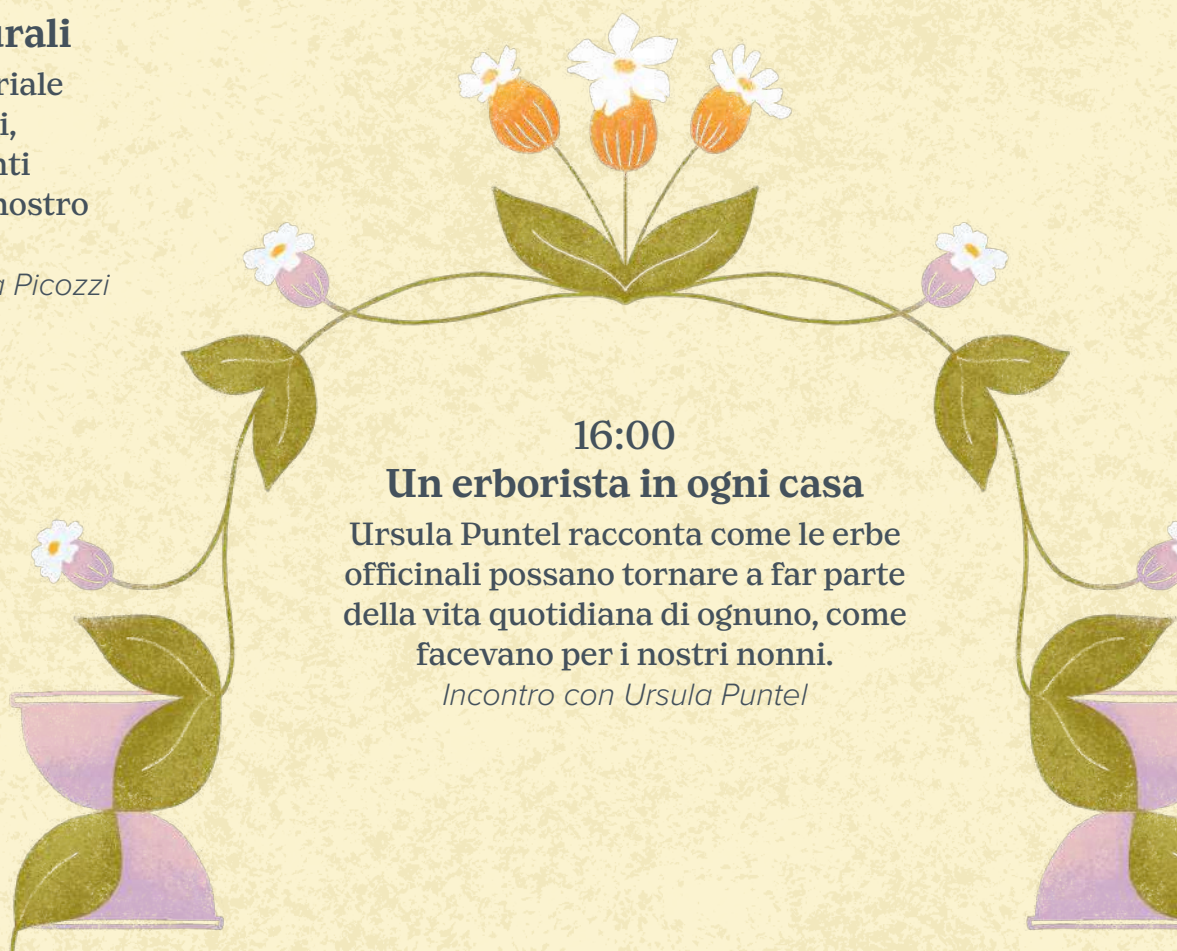 riale
i,
nti
nostro
Picozzi
16:00
Un erborista in ogni casa
Ursula Puntel racconta come le erbe
officinali possano tornare a far parte
della vita quotidiana di ognuno, come
facevano per i nostri nonni.
Incontro con Ursula Puntel